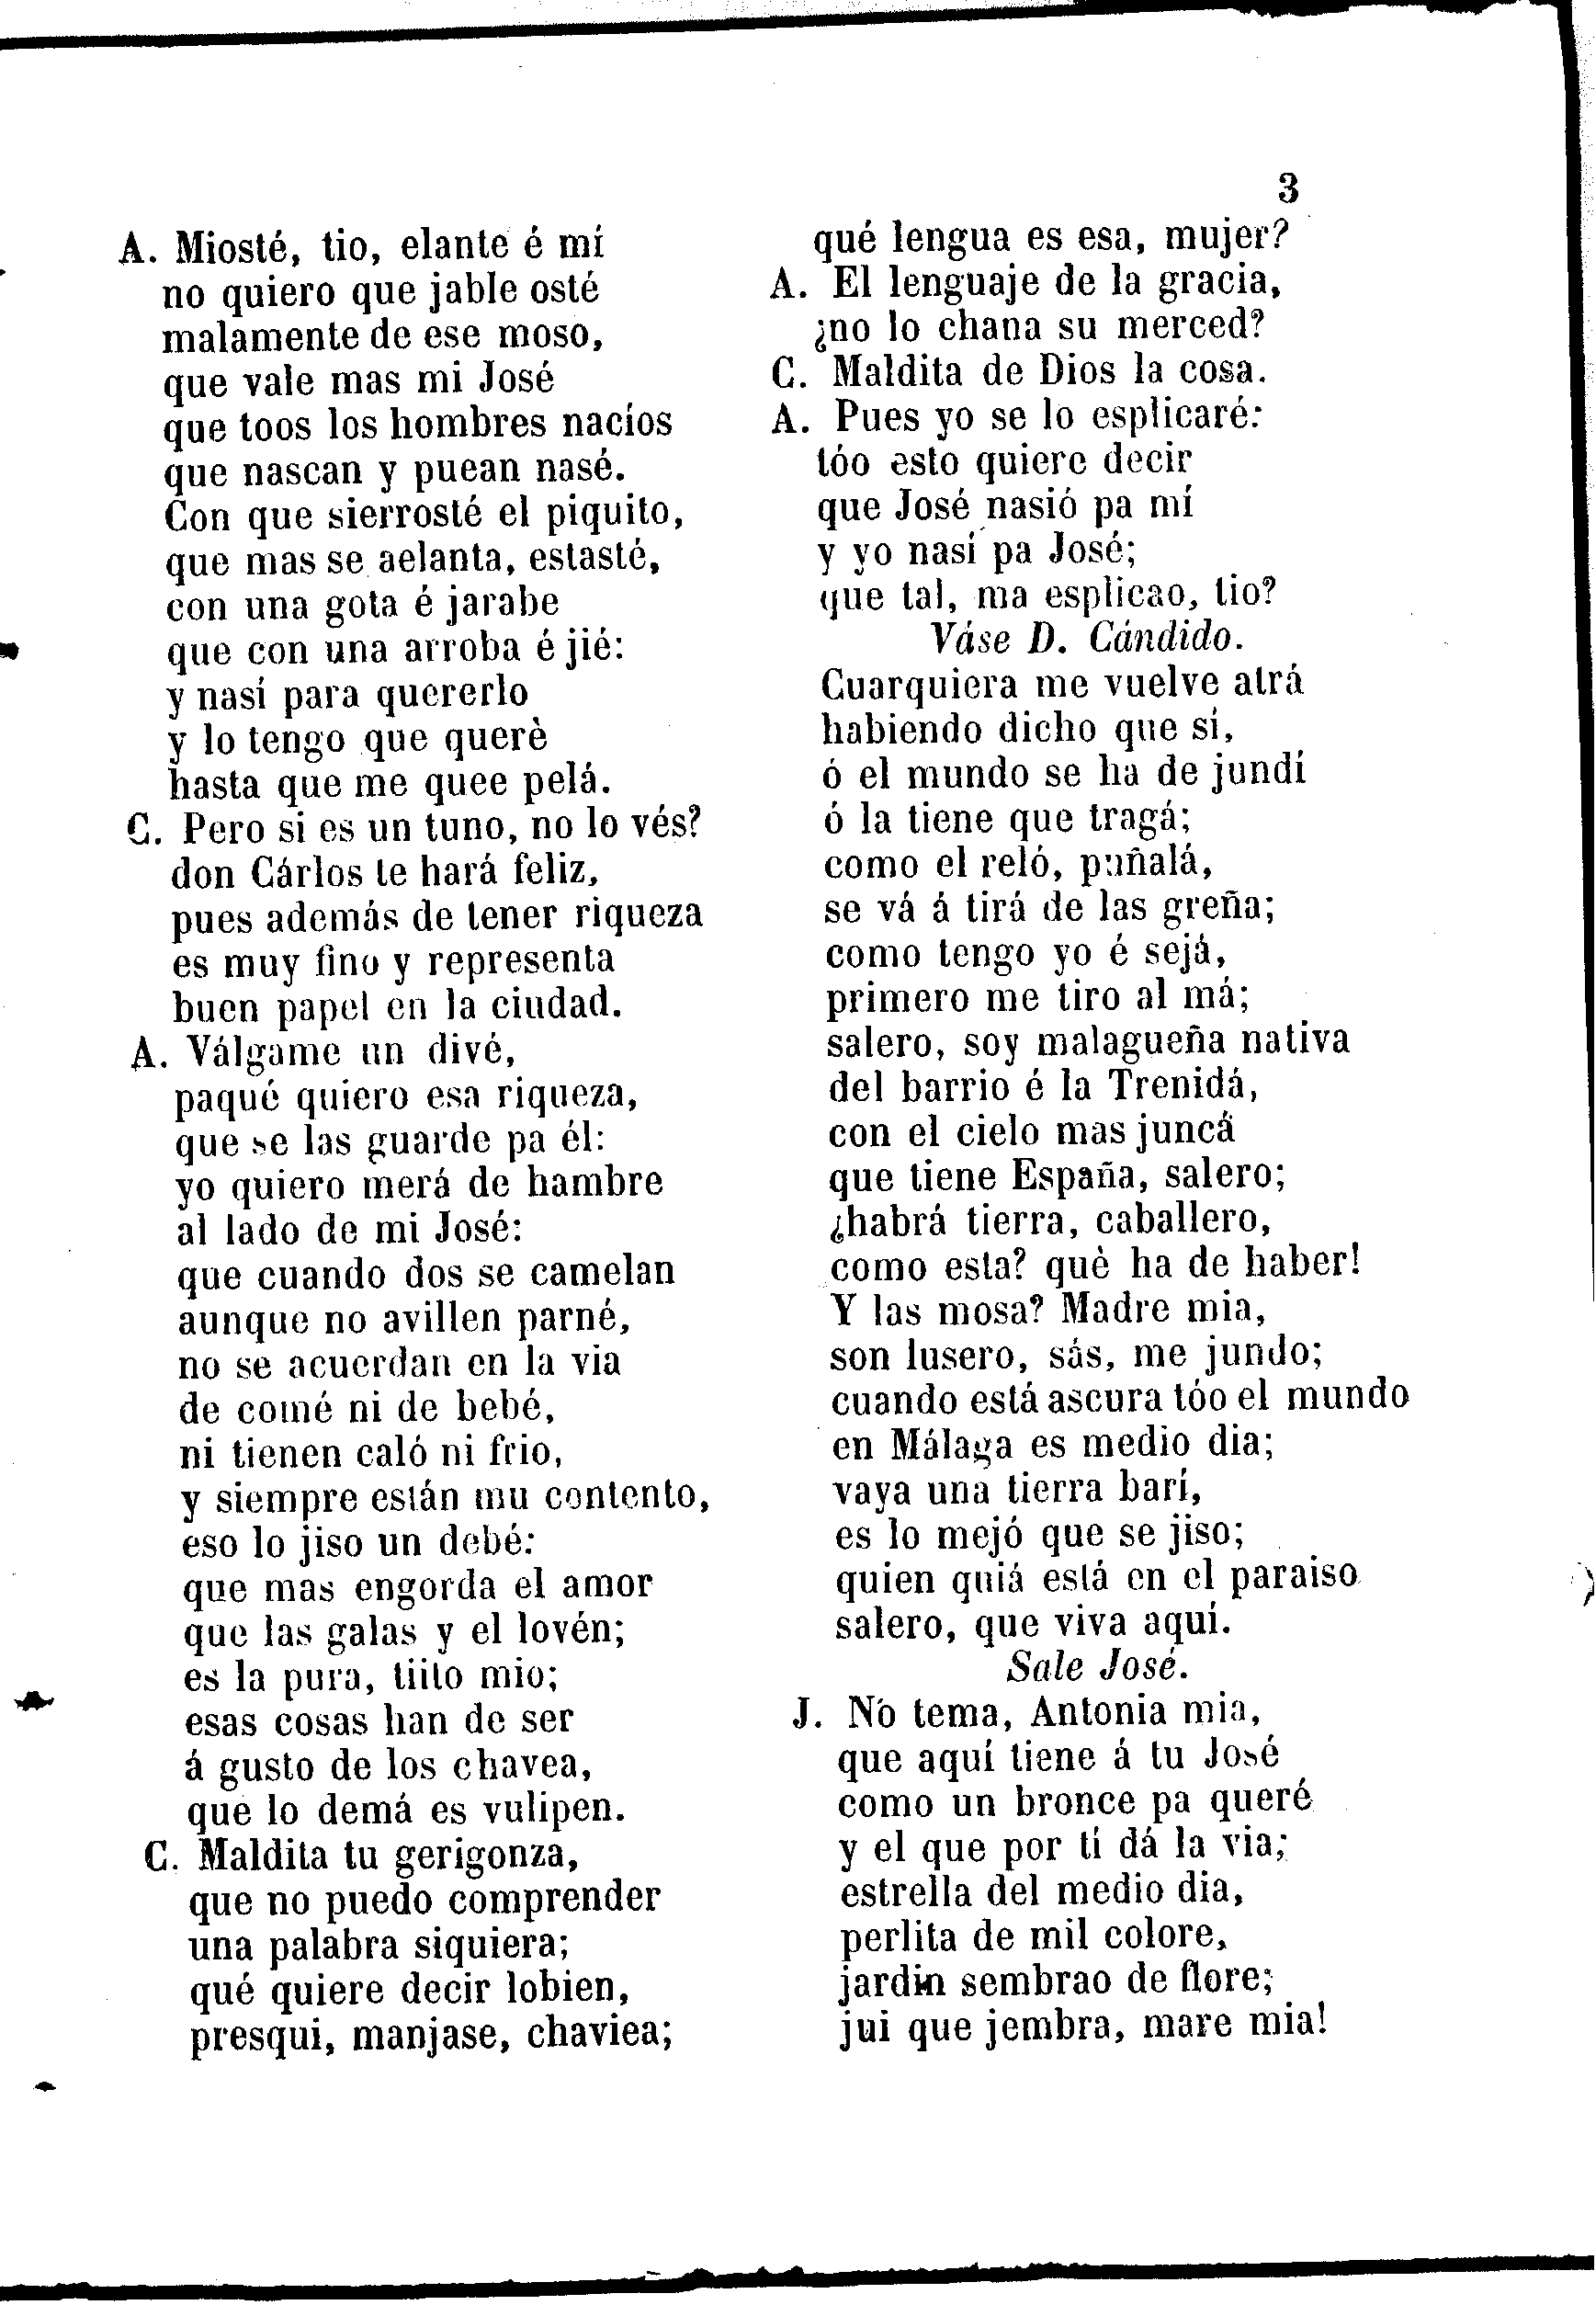 3
A. Miosté, tio, elante é mí
no quiero que jable osté
malamente de ese moso,
que vale mas mi José
que toos los hombres nacíos
que nascan y puean nasé.
Con que sierrosté el piquito,
que mas se aelanta, estasté,
con una gota é jarabe
que con una arroba é jié:
y nasí para quererlo
y lo tengo que querè
hasta que me quee pelá.
C. Pero si es un tuno, no lo vés?
don Cárlos te hará feliz,
pues además de tener riqueza
es muy fino y representa
buen papel en la ciudad.
A. Válgame un divé,
paqué quiero esa riqueza,
que se las guarde pa él:
yo quiero merá de hambre
al lado de mi José:
que cuando dos se camelan
aunque no avillen parné,
no se acuerdan en la via
de comé ni de bebé,
ni tienen caló ni frio,
y siempre están mu contento,
eso lo jiso un debé:
que mas engorda el amor
que las galas y el lovén;
es la pura, tiito mio;
esas cosas han de ser
á gusto de los chavea,
que lo demá es vulipen.
C. Maldita tu gerigonza,
que no puedo comprender
una palabra siquiera;
qué quiere decir lobien,
presqui, manjase, chaviea;
qué lengua es esa, mujer?
A. El lenguaje de la gracia,
¿no lo chana su merced?
C. Maldita de Dios la cosa.
A. Pues yo se lo esplicaré:
tóo esto quiere decir
que José nasió pa mí
y yo nasí pa José;
que tal, ma esplicao, tio?
Váse D. Cándido.
Cuarquiera me vuelve atrá
habiendo dicho que sí,
ó el mundo se ha de jundí
ó la tiene que tragá;
como el reló, puñalá,
se vá á tirá de las greña;
como tengo yo é sejá,
primero me tiro al má;
salero, soy malagueña nativa
del barrio é la Trenidá,
con el cielo mas juncá
que tiene España, salero;
¿habrá tierra, caballero,
como esta? què ha de haber!
Y las mosa? Madre mia,
son lusero, sás, me jundo;
cuando está ascura tóo el mundo
en Málaga es medio dia;
vaya una tierra barí,
es lo mejó que se jiso;
quien quiá está en el paraiso
salero, que viva aquí.
Sale José.
J. No tema, Antonia mia,
que aquí tiene á tu José
como un bronce pa queré
y el que por tí dá la via;
estrella del medio dia,
perlita de mil colore,
jardin sembrao de flore;
jui que jembra, mare mia!